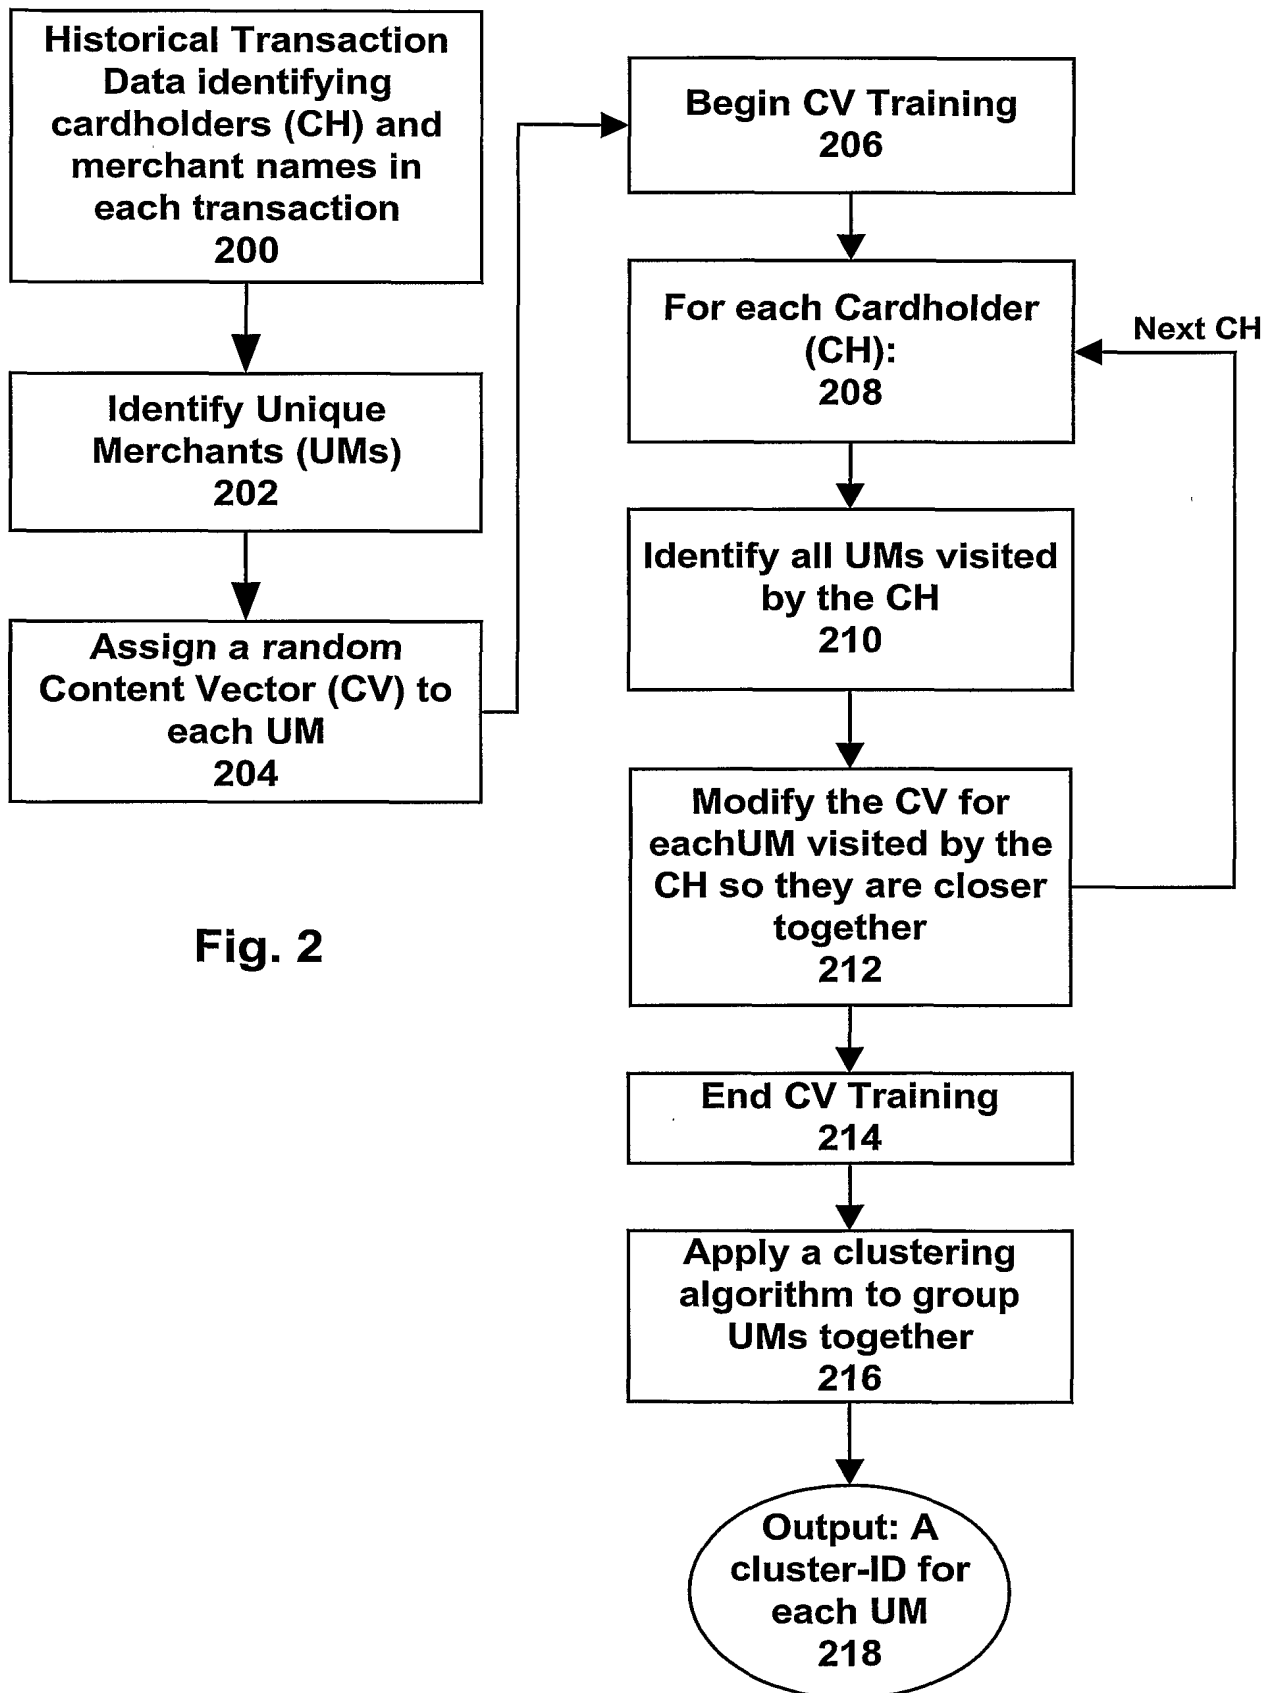 Historical Transaction
Data identifying
cardholders (CH) and
merchant names in
each transaction
200
Identify Unique
Merchants (UMs)
202
Assign a random
Content Vector (CV) to
each UM
204
Fig. 2
Begin CV Training
206
For each Cardholder
(CH):
208
Next CH
Identify all UMs visited
by the CH
210
Modify the CV for
eachUM visited by the
CH so they are closer
together
212
End CV Training
214
Apply a clustering
algorithm to group
UMs together
216
Output: A
cluster-ID for
each UM
218